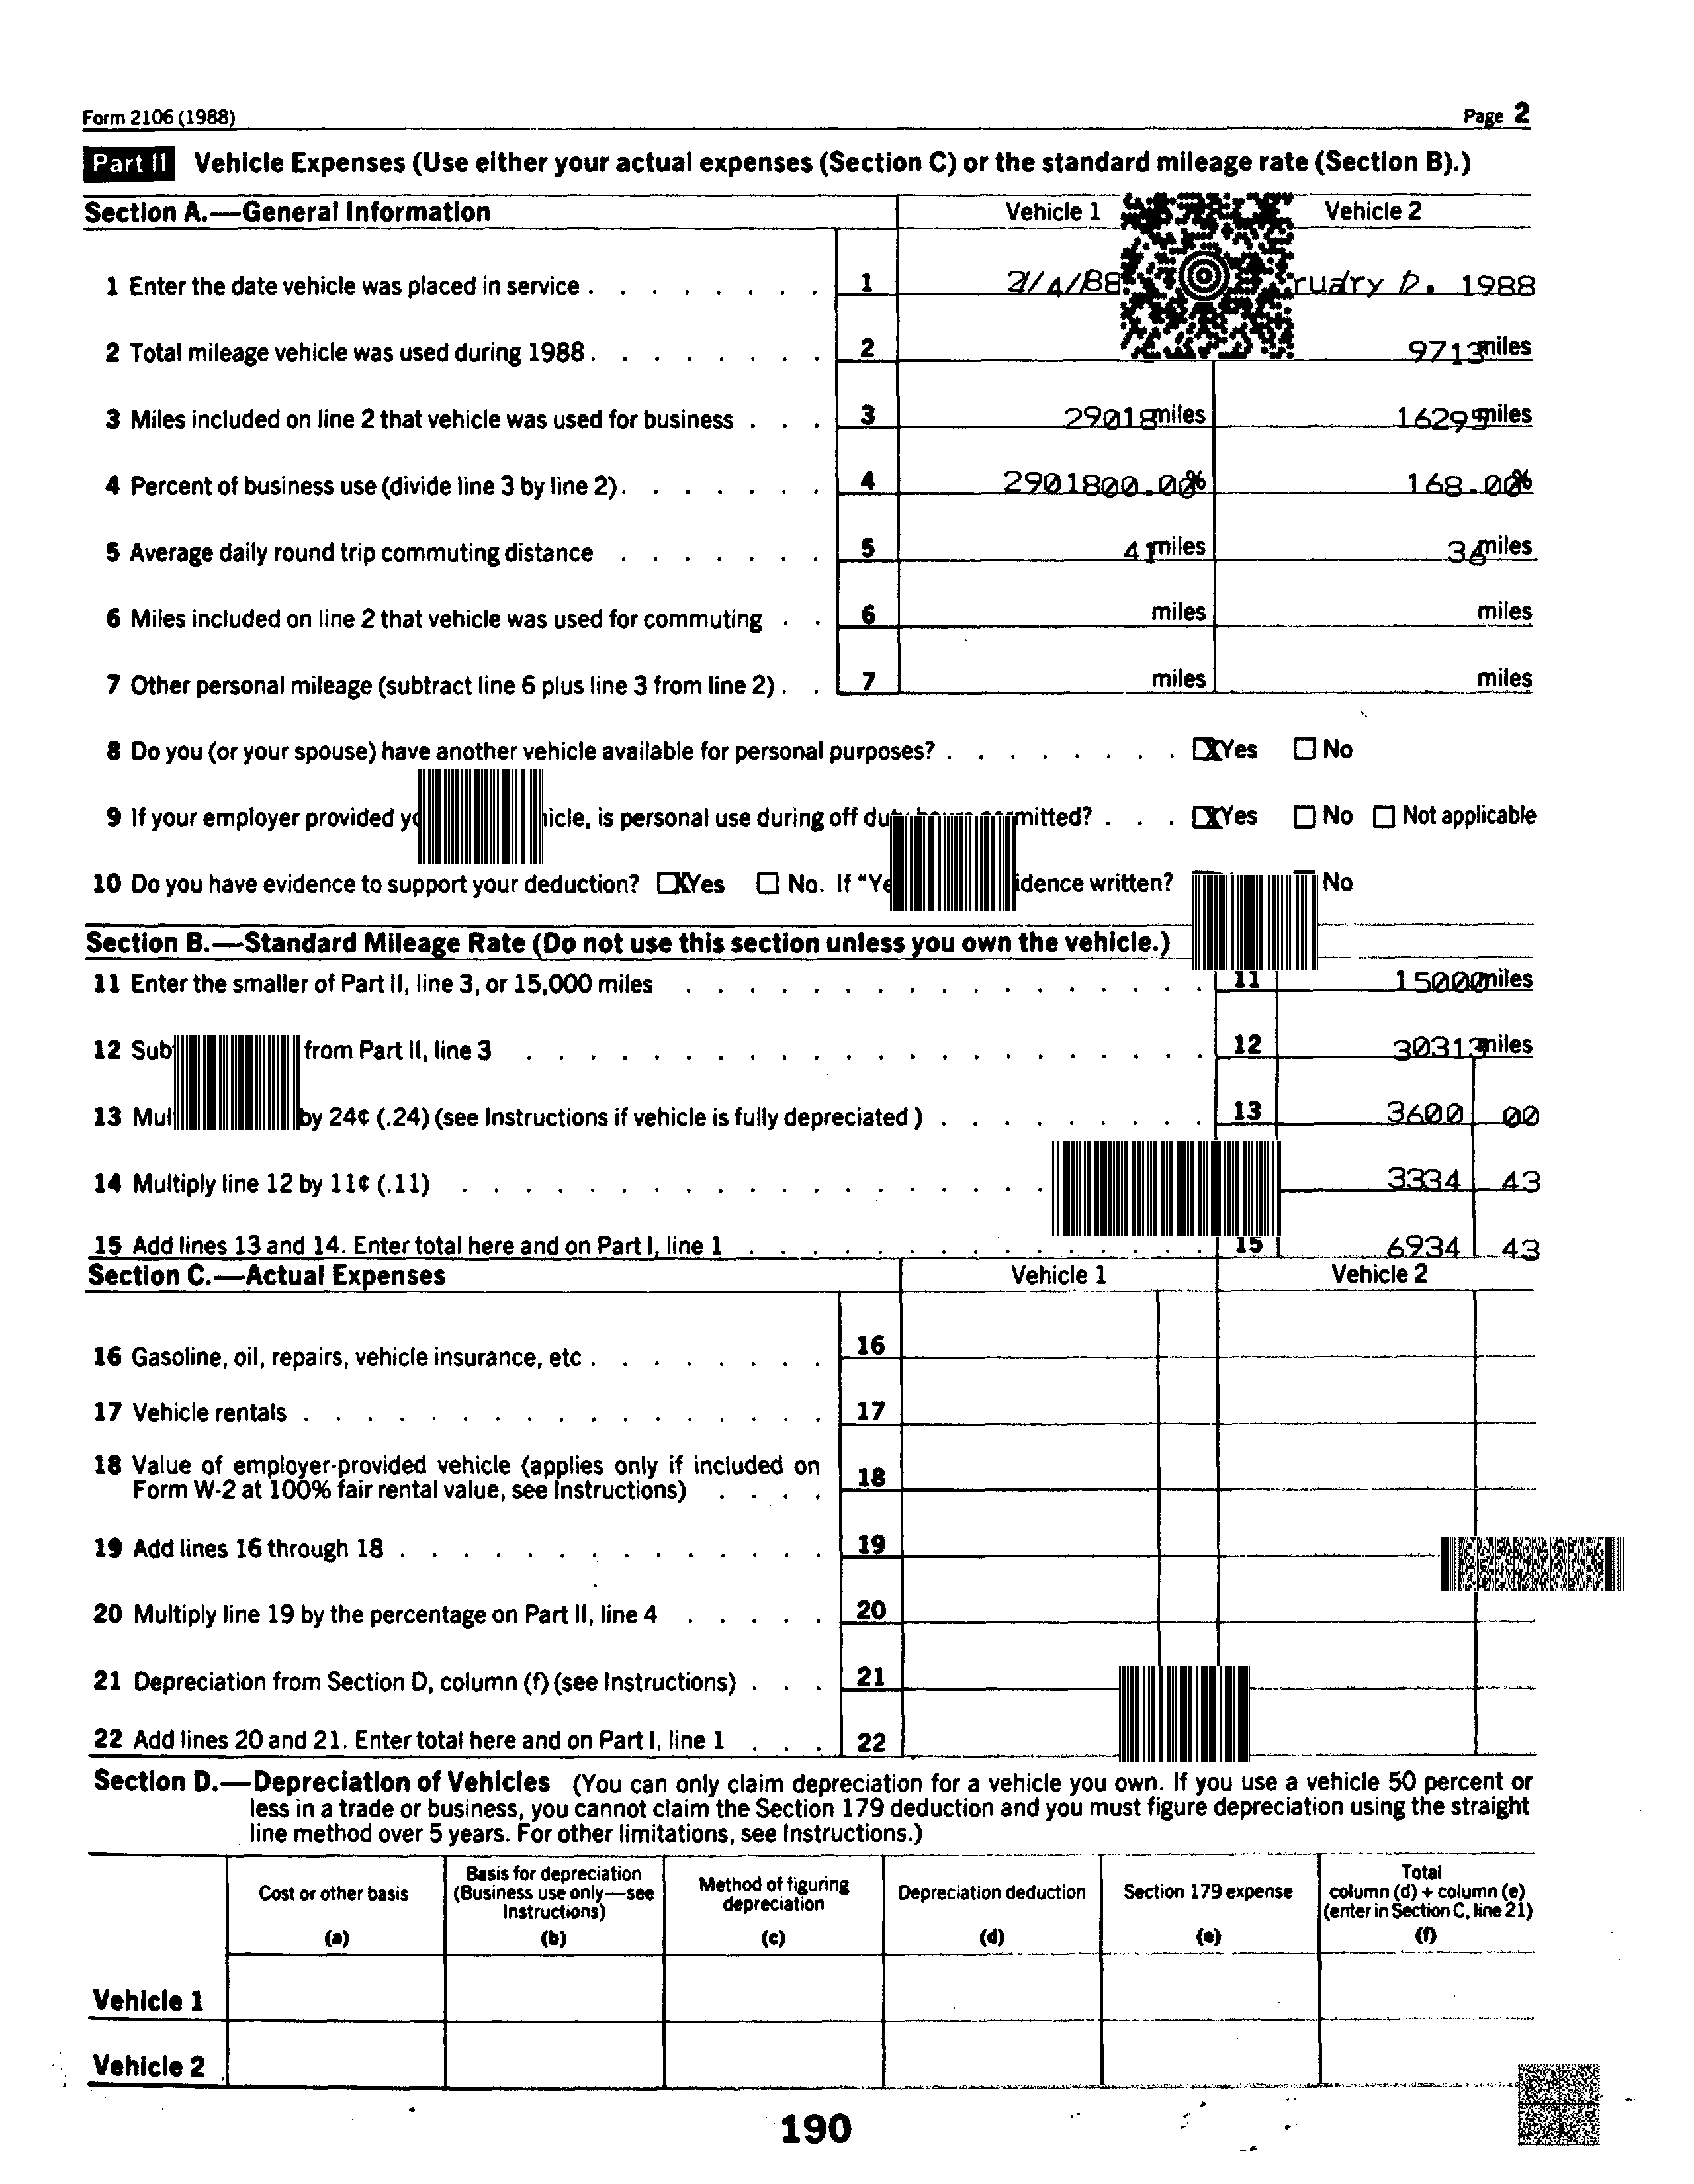 Form 2106 (1988) Page 2
Part II Vehicle Expenses (Use either your actual expenses (Section C) or the standard mileage rate (Section B).)
Section A.—General Information Vehicle 1 Vehicle 2
1 Enter the date vehicle was placed in service . . . . . . . . 1 2/4/88 1988
2 Total mileage vehicle was used during 1988 . . . . . . . . 2 9713 miles
3 Miles included on line 2 that vehicle was used for business . . . 3 29018 miles 16295 miles
4 Percent of business use (divide line 3 by line 2) . . . . . . . 4 2901800.00% 168.00%
5 Average daily round trip commuting distance . . . . . . . 5 41 miles 36 miles
6 Miles included on line 2 that vehicle was used for commuting . . 6 miles miles
7 Other personal mileage (subtract line 6 plus line 3 from line 2) . . 7 miles miles
8 Do you (or your spouse) have another vehicle available for personal purposes? . . . . . . . . X Yes No
9 If your employer provided is personal use during off . . . X Yes No Not applicable
10 Do you have evidence to support your deduction? X Yes No. If written? No
Section B.—Standard Mileage Rate (Do not use this section unless you own the vehicle.)
11 Enter the smaller of Part II, line 3, or 15,000 miles . . . . . . . . . . . . . . . . . 11 15000 miles
12 from Part II, line 3 . . . . . . . . . . . . . . . . . . . . 12 30313 miles
13 by 24¢ (.24) (see Instructions if vehicle is fully depreciated ) . . . . . . . . . 13 3600 00
14 Multiply line 12 by 11¢ (.11) . . . . . . . . . . . . . . . . . . 3334 43
15 Add lines 13 and 14. Enter total here and on Part I, line 1 . . . . . . . . . . . . . . 15 6934 43
Section C.—Actual Expenses Vehicle 1 Vehicle 2
16 Gasoline, oil, repairs, vehicle insurance, etc . . . . . . . . 16
17 Vehicle rentals . . . . . . . . . . . . . . . . 17
18 Value of employer-provided vehicle (applies only if included on
Form W-2 at 100% fair rental value, see Instructions) . . . . 18
19 Add lines 16 through 18 . . . . . . . . . . . . . 19
20 Multiply line 19 by the percentage on Part II, line 4 . . . . . 20
21 Depreciation from Section D, column (f) (see Instructions) . . . 21
22 Add lines 20 and 21. Enter total here and on Part I, line 1 . . . 22
Section D.—Depreciation of Vehicles (You can only claim depreciation for a vehicle you own. If you use a vehicle 50 percent or
less in a trade or business, you cannot claim the Section 179 deduction and you must figure depreciation using the straight
line method over 5 years. For other limitations, see Instructions.)
Cost or other basis (a) Basis for depreciation (Business use only—see Instructions) (b) Method of figuring depreciation (c) Depreciation deduction (d) Section 179 expense (e) Total column (d) + column (e) (enter in Section C, line 21) (f)
Vehicle 1
Vehicle 2
190